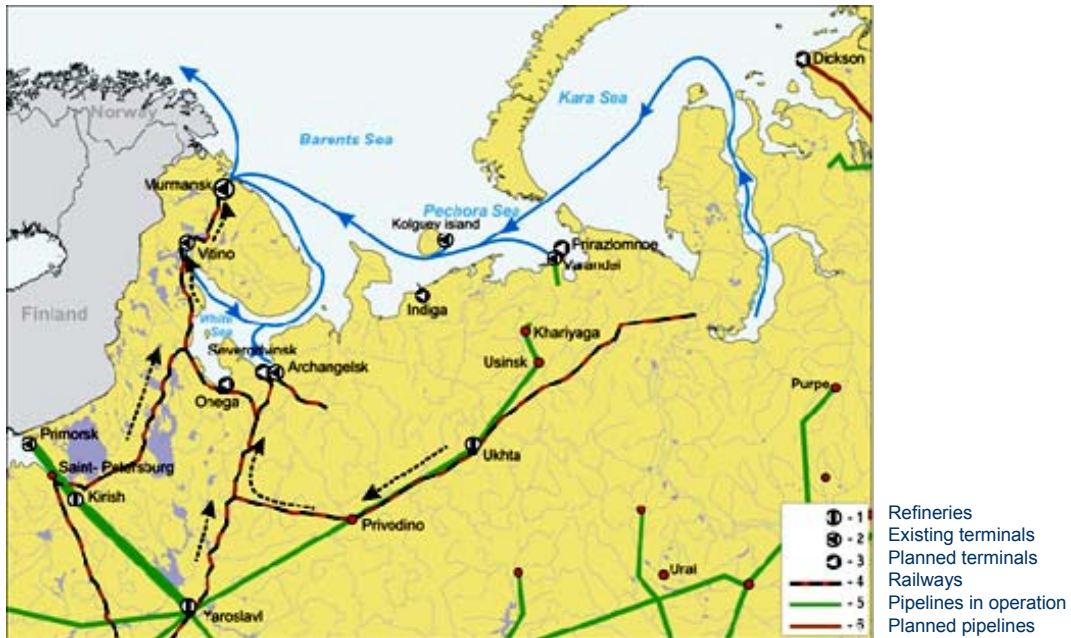 Dickson
Kara Sea
Norway
Barents Sea
Murmansk
Pechora Sea
Kolguev island
Prirazlomnoe
Varandei
Vitino
Indiga
Finland
White
Sea
Khariyaga
Severodvinsk
Archangelsk
Usinsk
Purpe
Onega
Primorsk
Saint-Petersburg
Ukhta
Kirish
Privodino
Ural
Yaroslavl
- 1 Refineries
- 2 Existing terminals
- 3 Planned terminals
- 4 Railways
- 5 Pipelines in operation
- 6 Planned pipelines